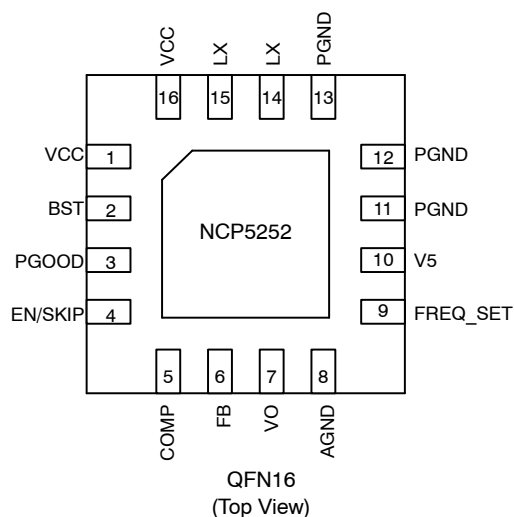 VCC LX LX PGND
16 15 14 13
VCC 1 12 PGND
BST 2 11 PGND
NCP5252
PGOOD 3 10 V5
EN/SKIP 4 9 FREQ_SET
5 6 7 8
COMP FB VO AGND
QFN16
(Top View)